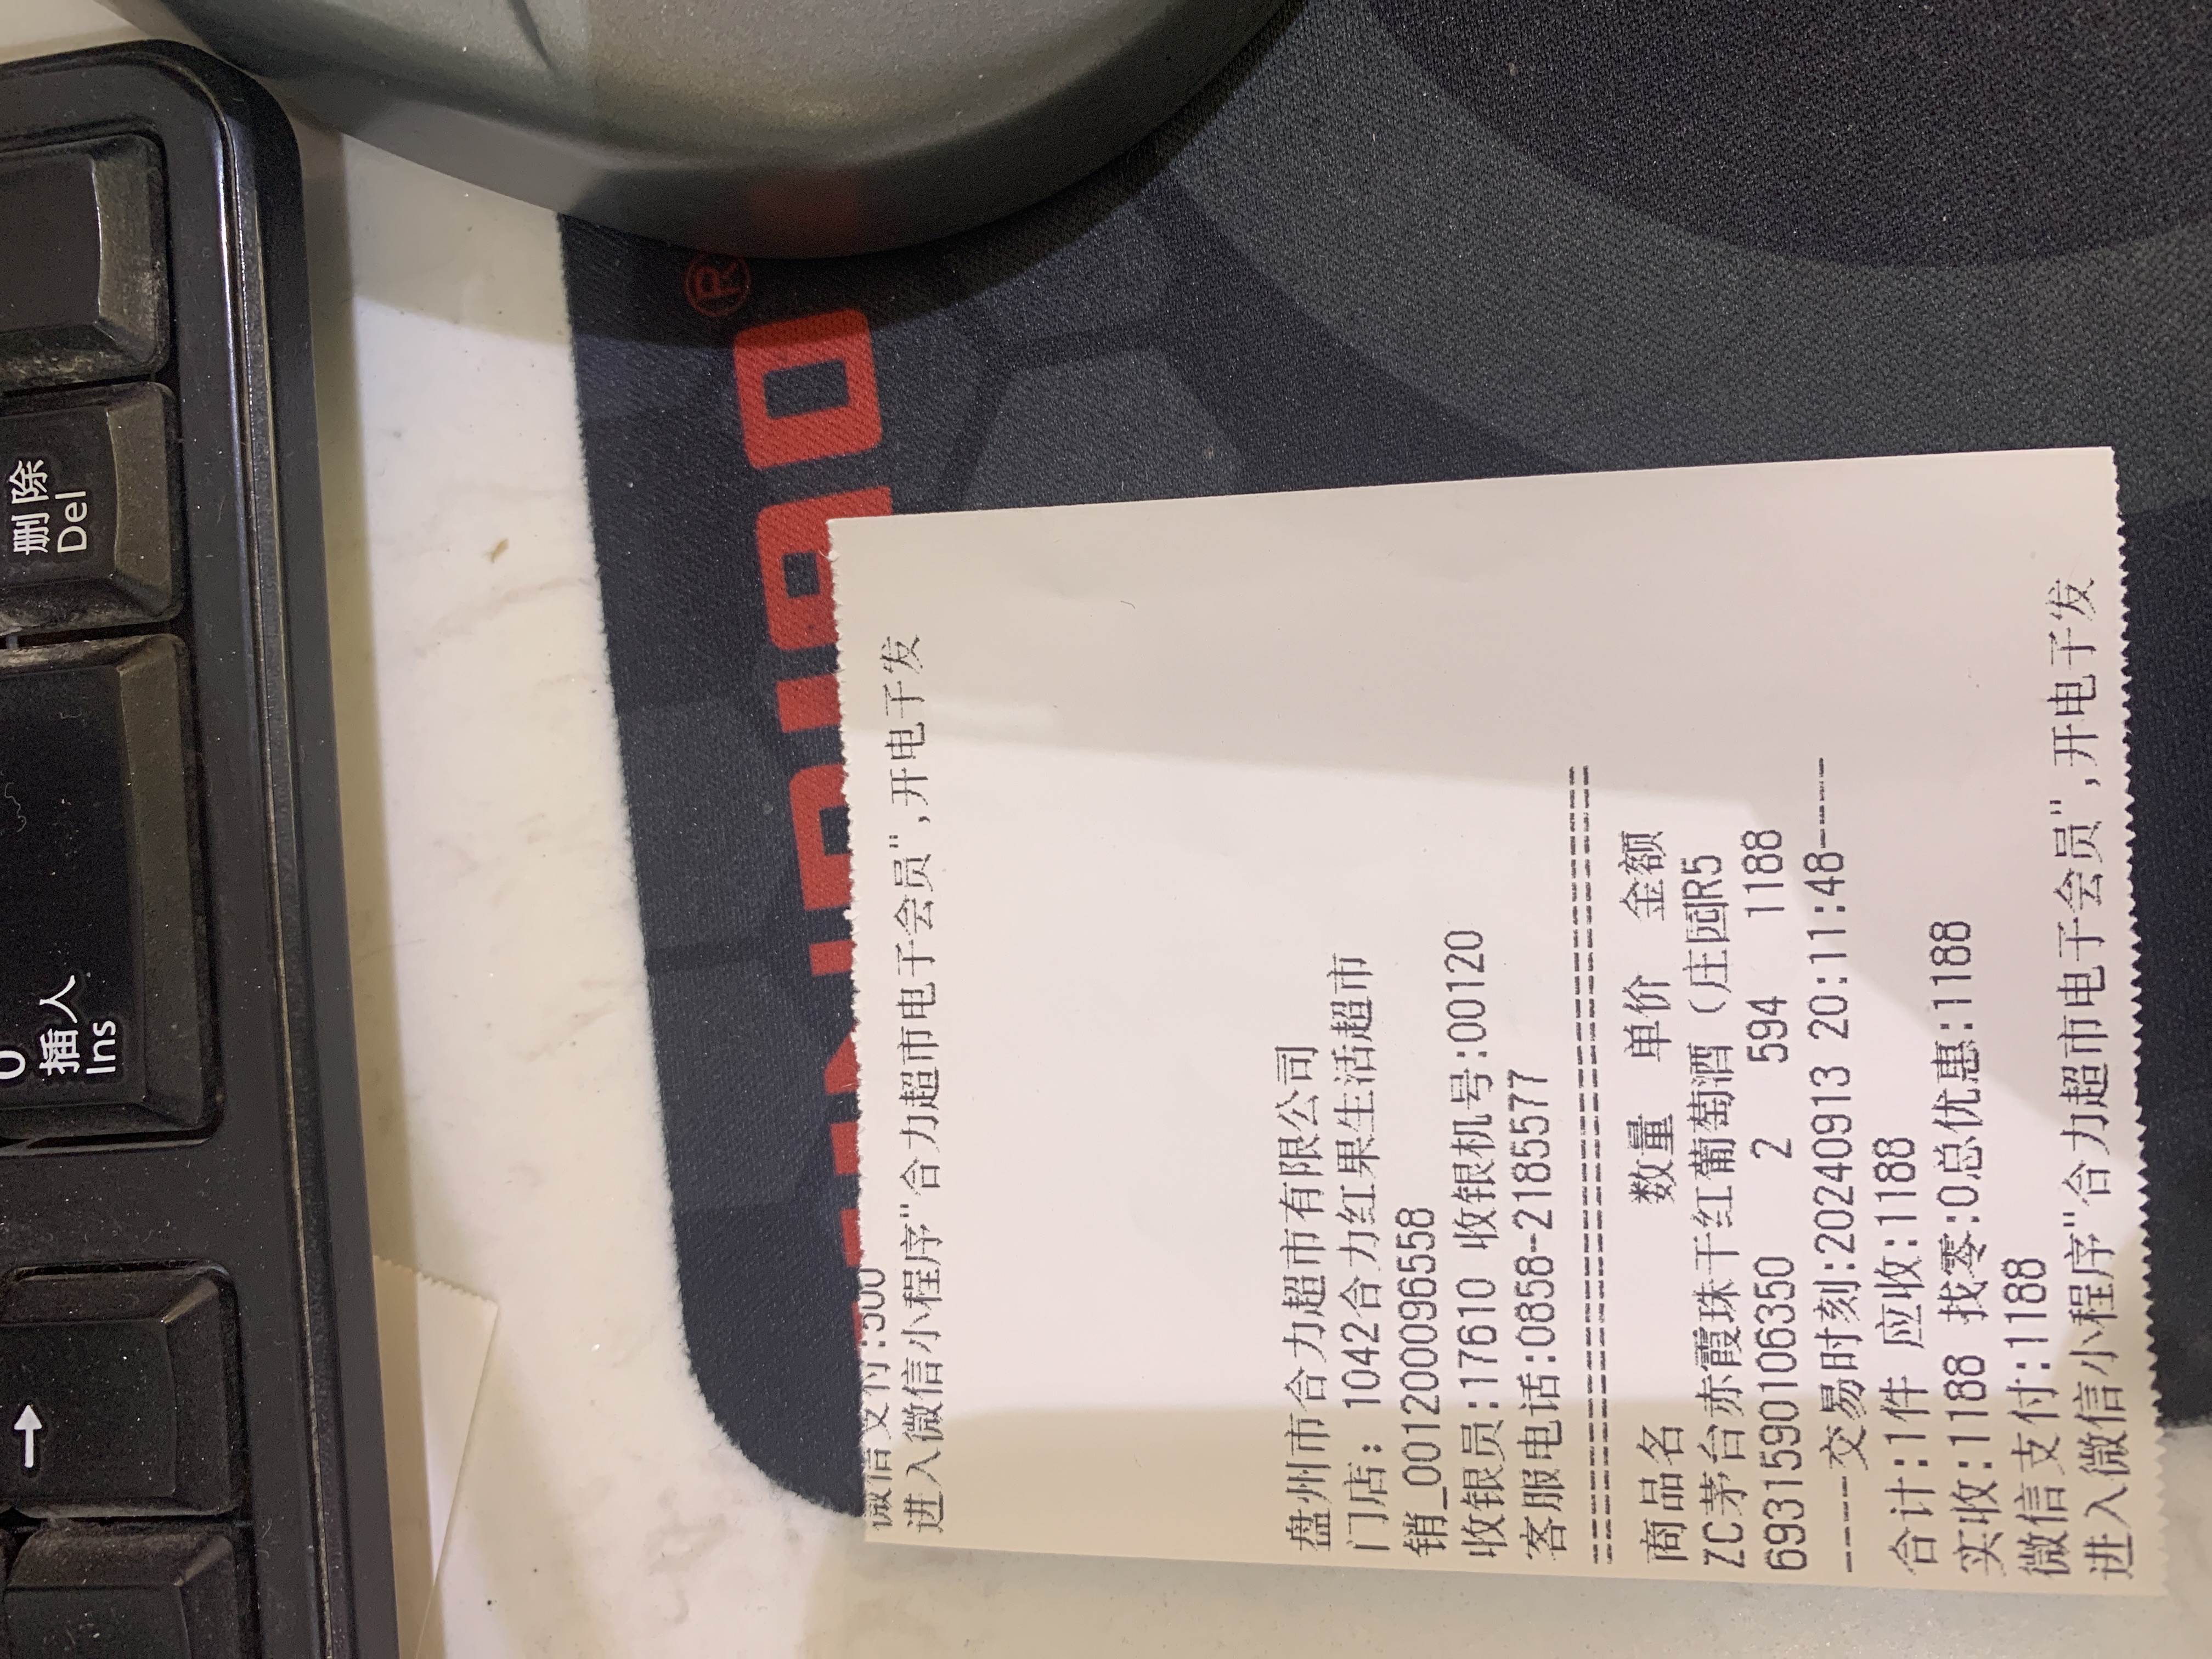 微信支付:500
进入微信小程序"合力超市电子会员",开电子发
盘州市合力超市有限公司
门店: 1042合力红果生活超市
销_00120000096558
收银员:17610 收银机号:00120
客服电话:0858-2185577
商品名 数量 单价 金额
ZC茅台赤霞珠干红葡萄酒(庄园R5
6931590106350 2 594 1188
----交易时刻:20240913 20:11:48----
合计:1件 应收:1188
实收:1188 找零:0总优惠:1188
微信支付:1188
进入微信小程序"合力超市电子会员",开电子发
删除
Del
0
插入
Ins
→
®